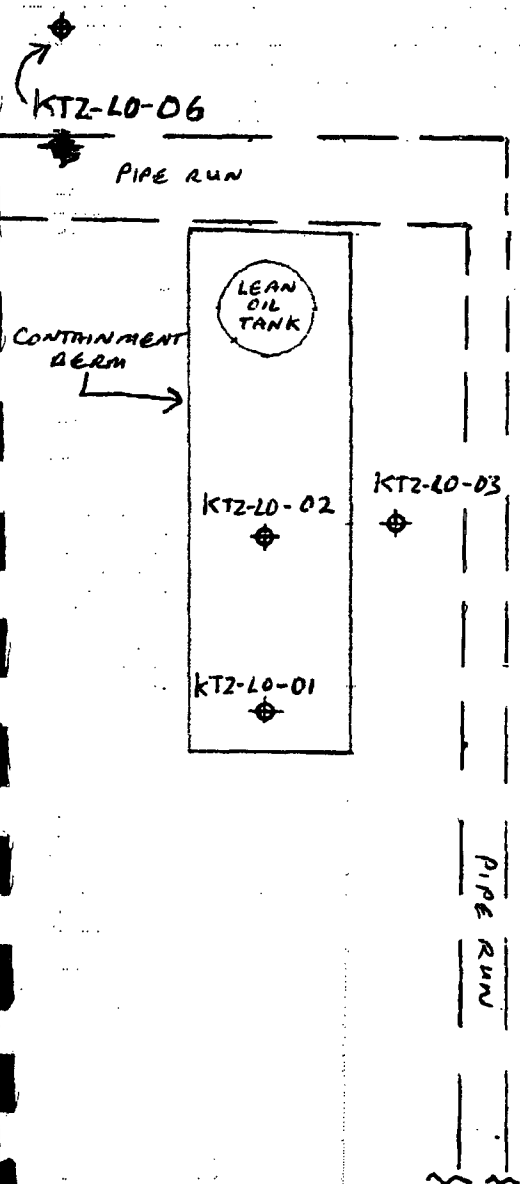 KTZ-LO-06
PIPE RUN
LEAN
OIL
TANK
CONTAINMENT
BERM
KTZ-LO-03
KTZ-LO-02
KTZ-LO-01
PIPE RUN